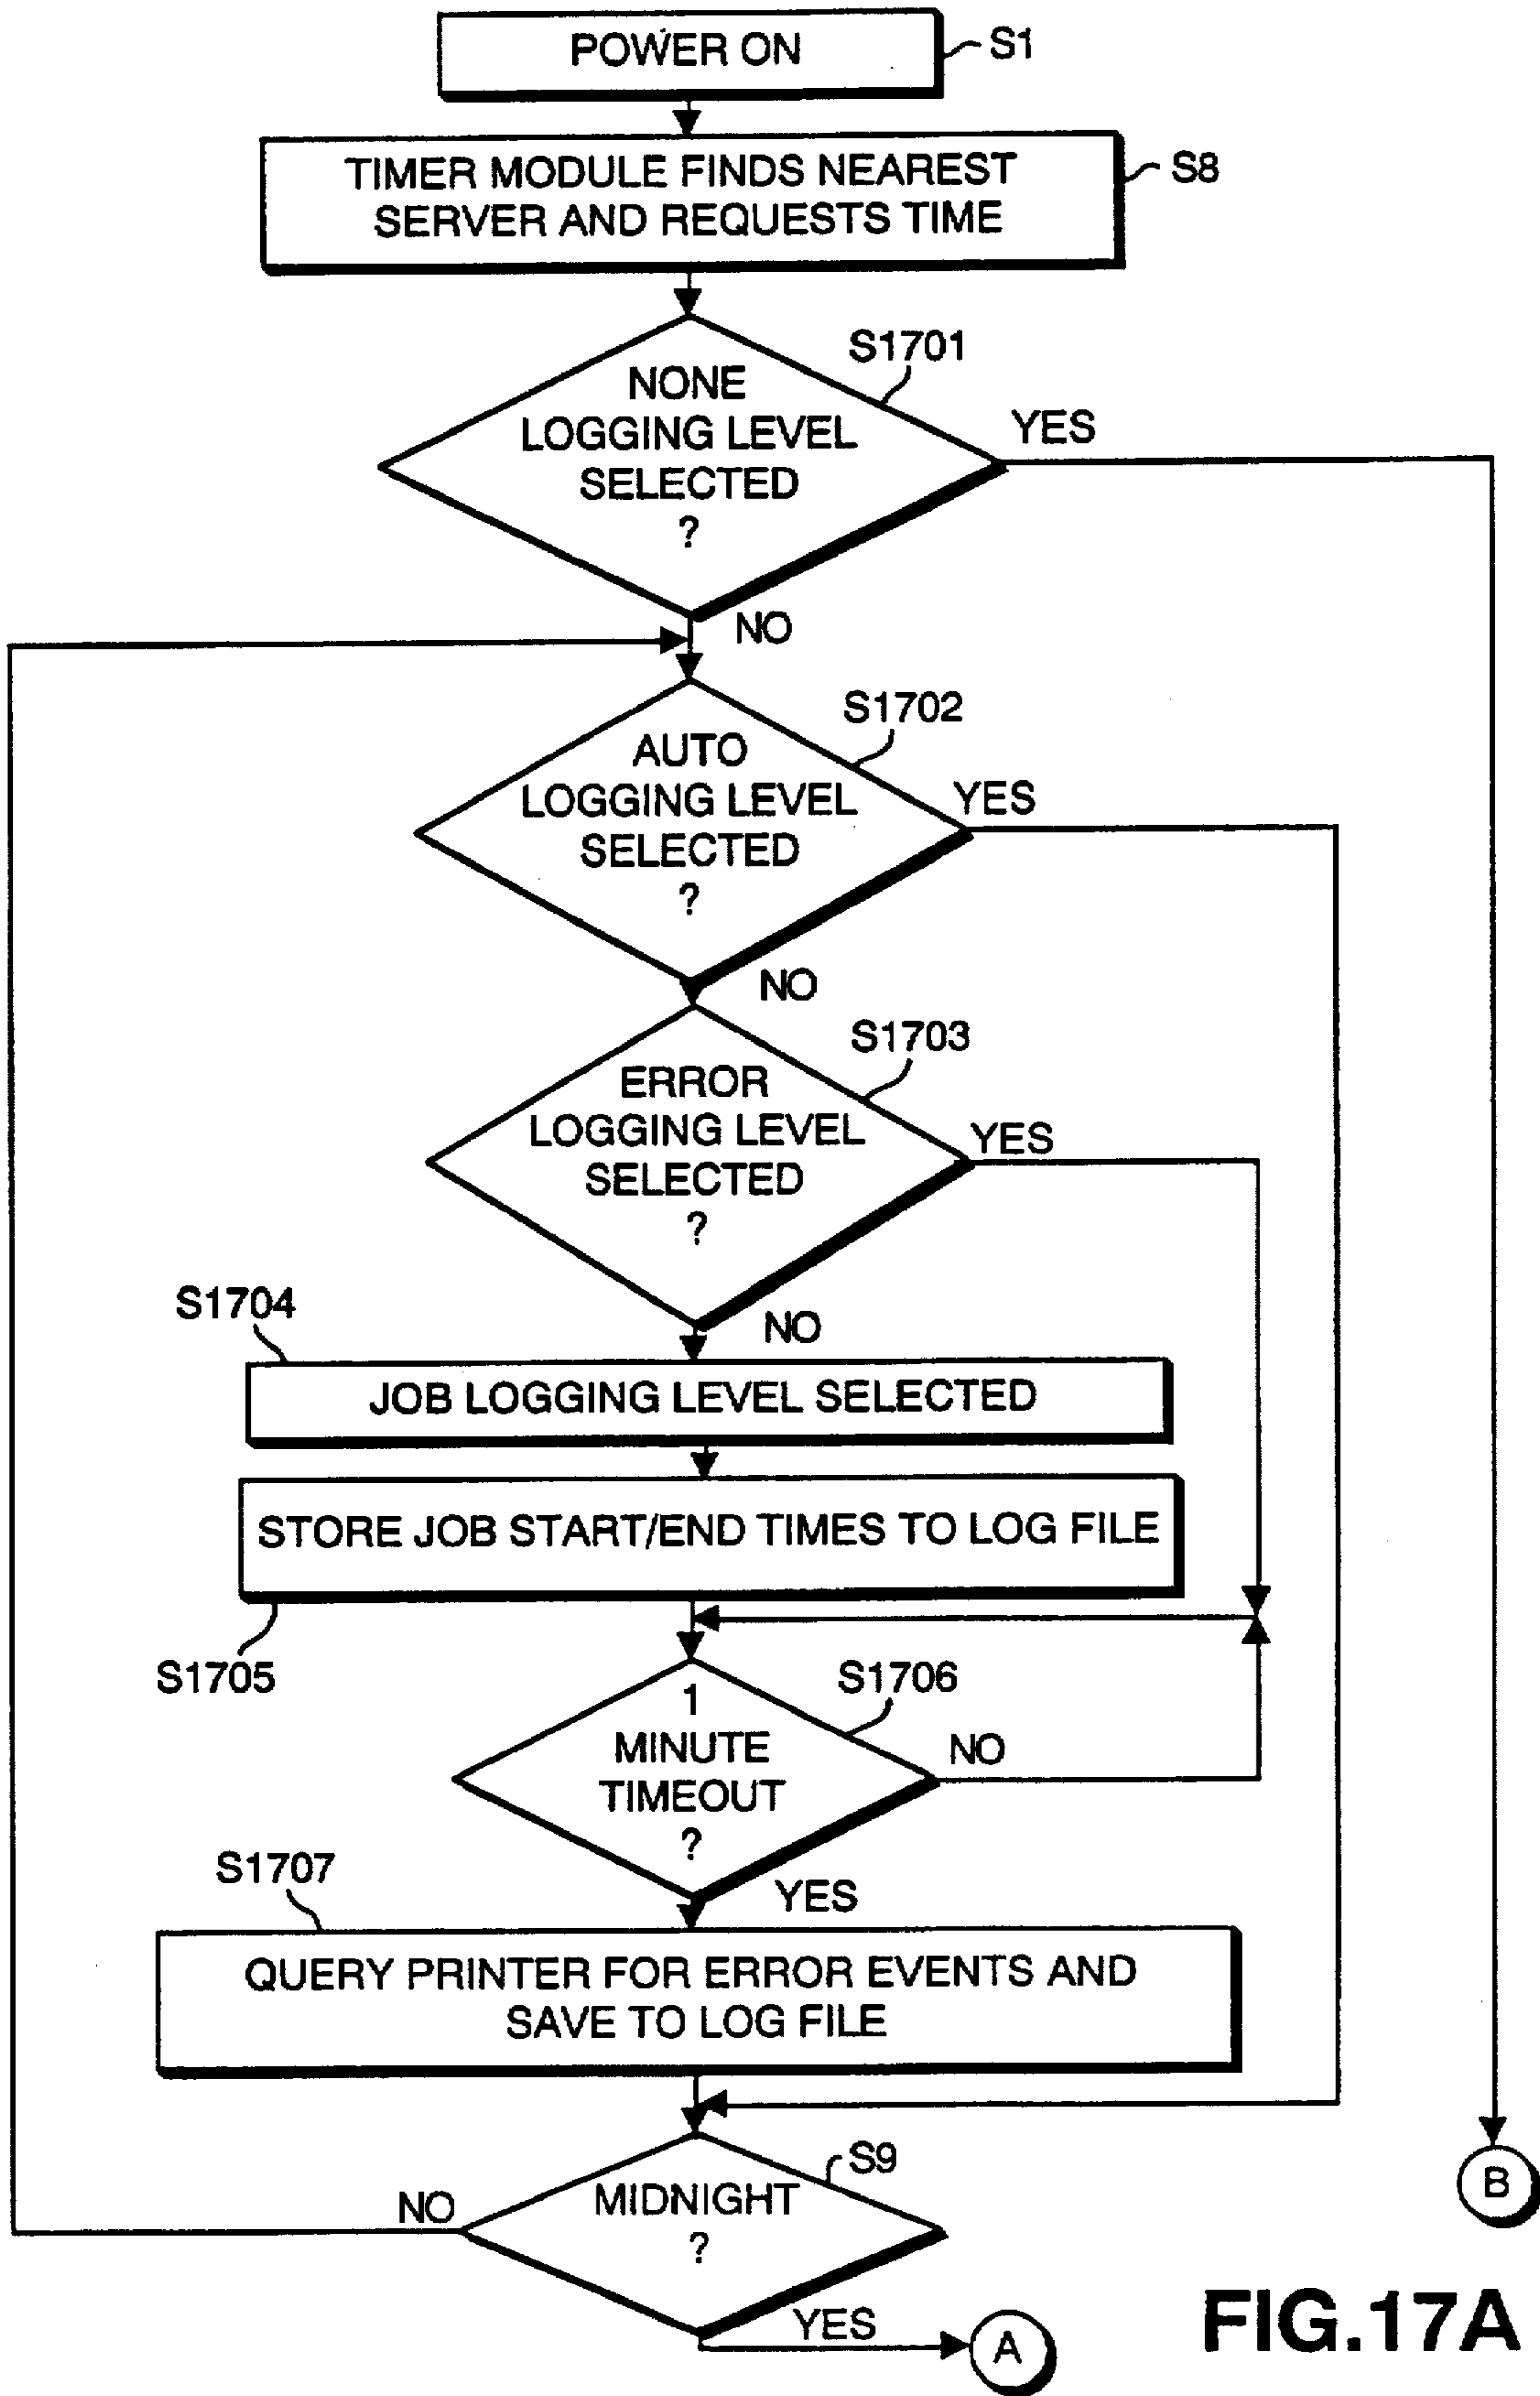 POWER ON
S1
TIMER MODULE FINDS NEAREST
SERVER AND REQUESTS TIME
S8
S1701
NONE
LOGGING LEVEL
SELECTED
?
YES
NO
S1702
AUTO
LOGGING LEVEL
SELECTED
?
YES
NO
S1703
ERROR
LOGGING LEVEL
SELECTED
?
YES
NO
S1704
JOB LOGGING LEVEL SELECTED
STORE JOB START/END TIMES TO LOG FILE
S1705
S1706
1
MINUTE
TIMEOUT
?
NO
YES
S1707
QUERY PRINTER FOR ERROR EVENTS AND
SAVE TO LOG FILE
S9
MIDNIGHT
?
NO
YES
A
B
FIG.17A